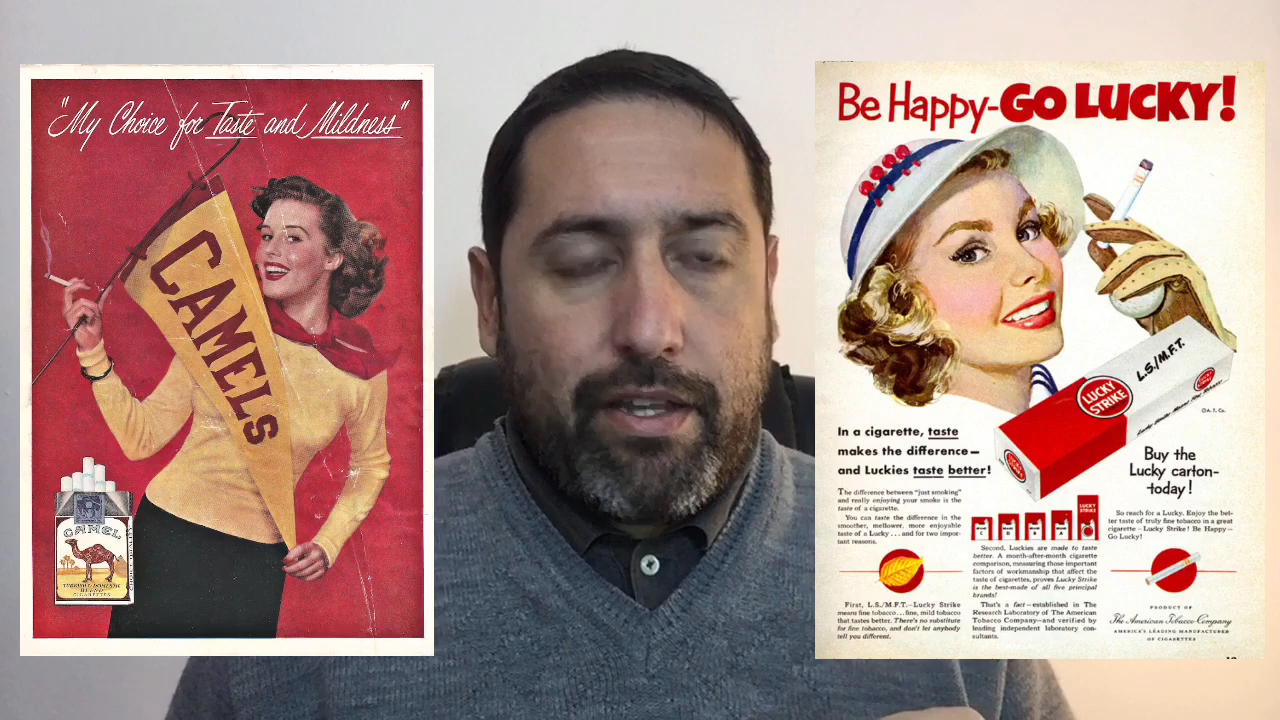 "My Choice for Taste and Mildness"
CAMELS
CAMEL
TURKISH & DOMESTIC
BLEND
CIGARETTES
Be Happy-GO LUCKY!
L.S./M.F.T.
LUCKY
STRIKE
© A. T. Co.
In a cigarette, taste
makes the difference—
and Luckies taste better!
The difference between "just smoking"
and really enjoying your smoke is the
taste of a cigarette.
You can taste the difference in the
smoother, mellower, more enjoyable
taste of a Lucky . . . and for two impor-
tant reasons.
First, L.S./M.F.T.—Lucky Strike
means fine tobacco . . . fine, mild tobacco
that tastes better. There's no substitute
for fine tobacco, and don't let anybody
tell you different.
LUCKY
STRIKE
Second, Luckies are made to taste
better. A month-after-month cigarette
comparison, measuring those important
factors of workmanship that affect the
taste of cigarettes, proves Lucky Strike
is the best-made of all five principal
brands!
That's a fact—established in The
Research Laboratory of The American
Tobacco Company—and verified by
leading independent laboratory con-
sultants.
Buy the
Lucky carton-
today!
So reach for a Lucky. Enjoy the bet-
ter taste of truly fine tobacco in a great
cigarette—Lucky Strike! Be Happy—
Go Lucky!
PRODUCT OF
The American Tobacco Company
AMERICA'S LEADING MANUFACTURER
OF CIGARETTES